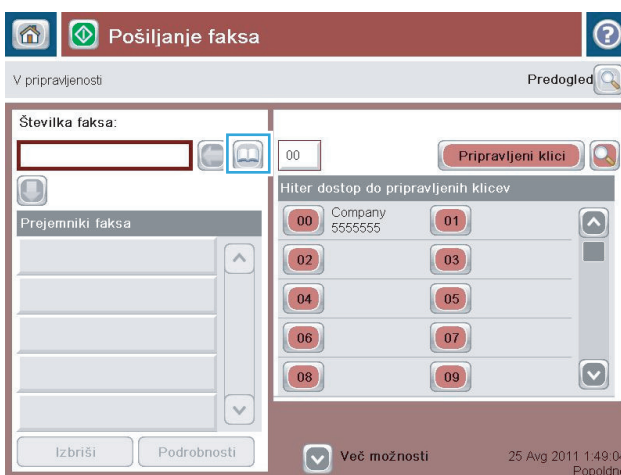 Pošiljanje faksa
V pripravljenosti
Predogled
Številka faksa:
00
Pripravljeni klici
Hiter dostop do pripravljenih klicev
Prejemniki faksa
00 Company 01
5555555
02 03
04 05
06 07
08 09
Izbriši Podrobnosti
Več možnosti
25 Avg 2011 1:49:0
Popoldn